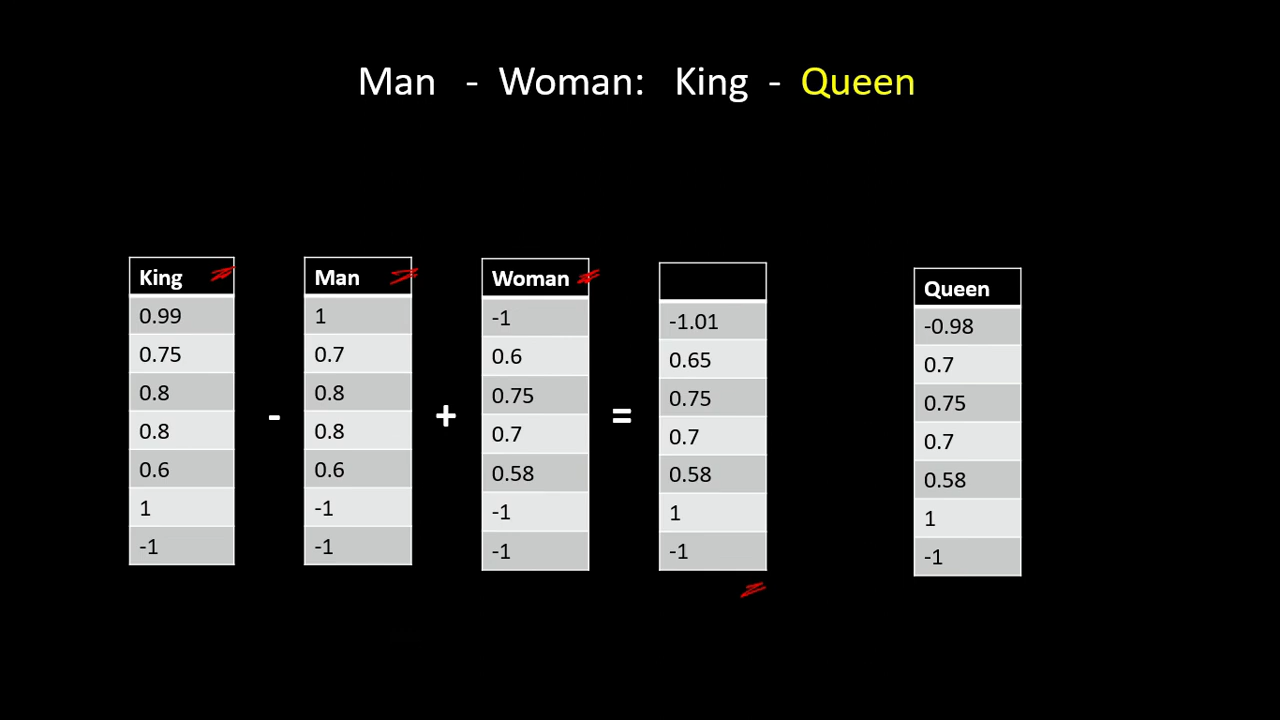 Man - Woman: King - Queen
King Man Woman Queen
0.99 1 -1 -1.01 -0.98
0.75 0.7 0.6 0.65 0.7
0.8 0.8 0.75 0.75 0.75
- + =
0.8 0.8 0.7 0.7 0.7
0.6 0.6 0.58 0.58 0.58
1 -1 -1 1 1
-1 -1 -1 -1 -1